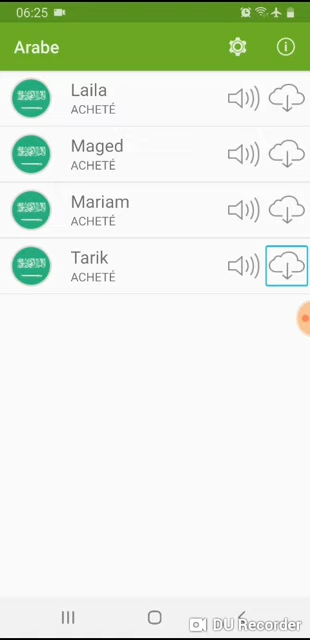 06:25
Arabe
Laila
ACHETÉ
Maged
ACHETÉ
Mariam
ACHETÉ
Tarik
ACHETÉ
DU Recorder